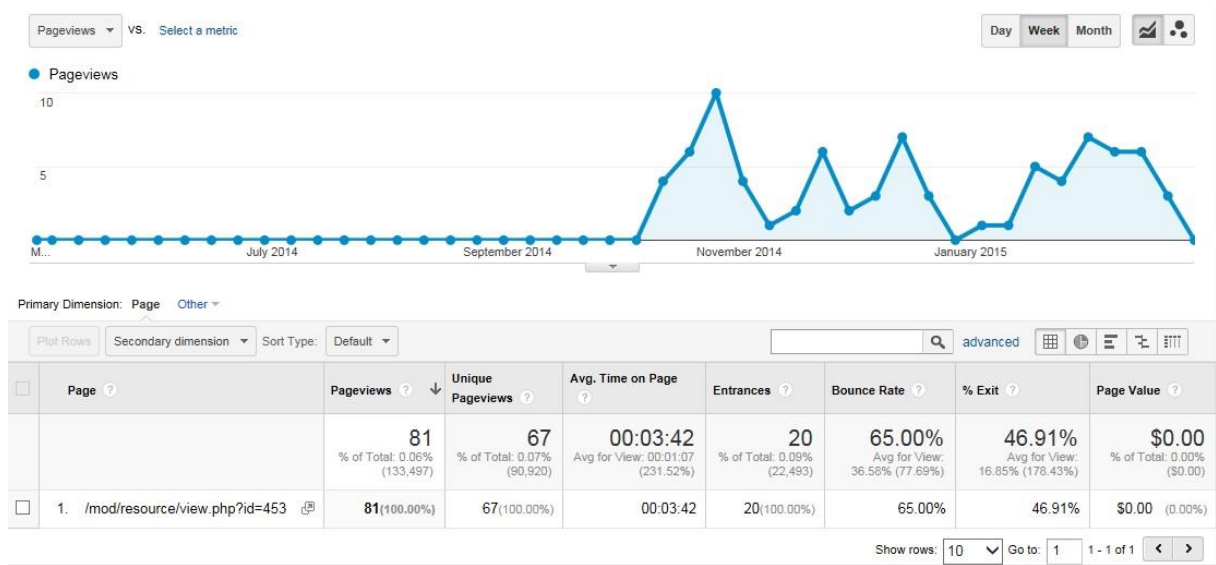 Pageviews VS. Select a metric Day Week Month
Pageviews
10
5
M... July 2014 September 2014 November 2014 January 2015
Primary Dimension: Page Other
Plot Rows Secondary dimension Sort Type: Default advanced
Page ? Pageviews ? Unique Pageviews ? Avg. Time on Page ? Entrances ? Bounce Rate ? % Exit ? Page Value ?
81 67 00:03:42 20 65.00% 46.91% $0.00
% of Total: 0.06% % of Total: 0.07% Avg for View: 00:01:07 % of Total: 0.09% Avg for View: Avg for View: % of Total: 0.00%
(133,497) (90,920) (231.52%) (22,493) 36.58% (77.69%) 16.85% (178.43%) ($0.00)
1. /mod/resource/view.php?id=453 81(100.00%) 67(100.00%) 00:03:42 20(100.00%) 65.00% 46.91% $0.00 (0.00%)
Show rows: 10 Go to: 1 1 - 1 of 1